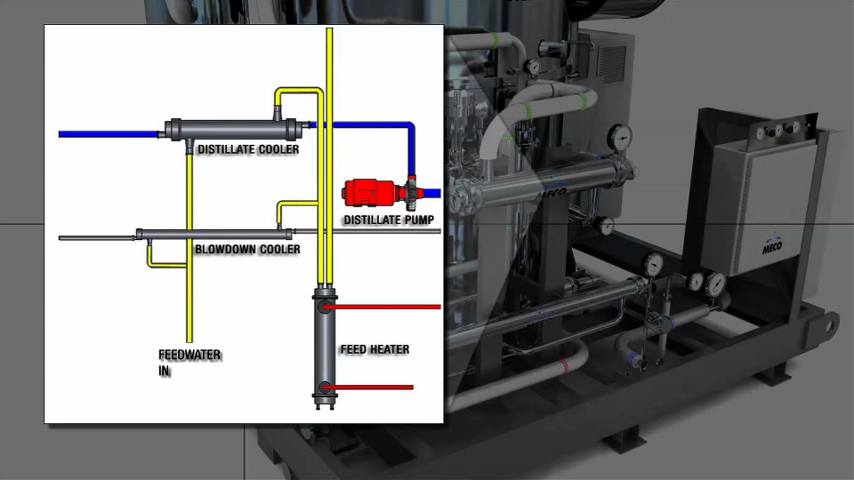 DISTILLATE COOLER
DISTILLATE PUMP
BLOWDOWN COOLER
FEED HEATER
FEEDWATER
IN
MECO
MECO